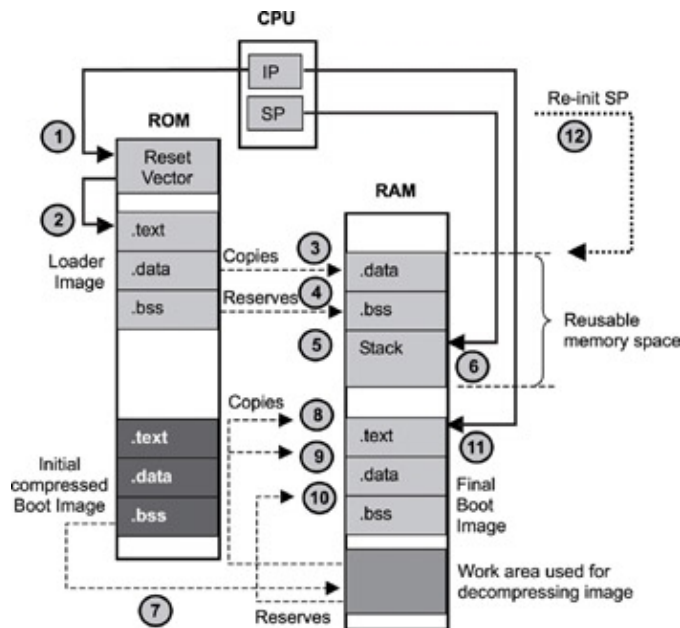 CPU
IP
SP
Re-init SP
12
1
ROM
Reset
Vector
RAM
2
.text
Loader
Image
.data
.bss
Copies
3
Reserves
4
.data
.bss
5
Stack
6
Reusable
memory space
Copies
8
9
10
.text
.data
.bss
Initial
compressed
Boot Image
.text
.data
.bss
11
Final
Boot
Image
7
Reserves
Work area used for
decompressing image